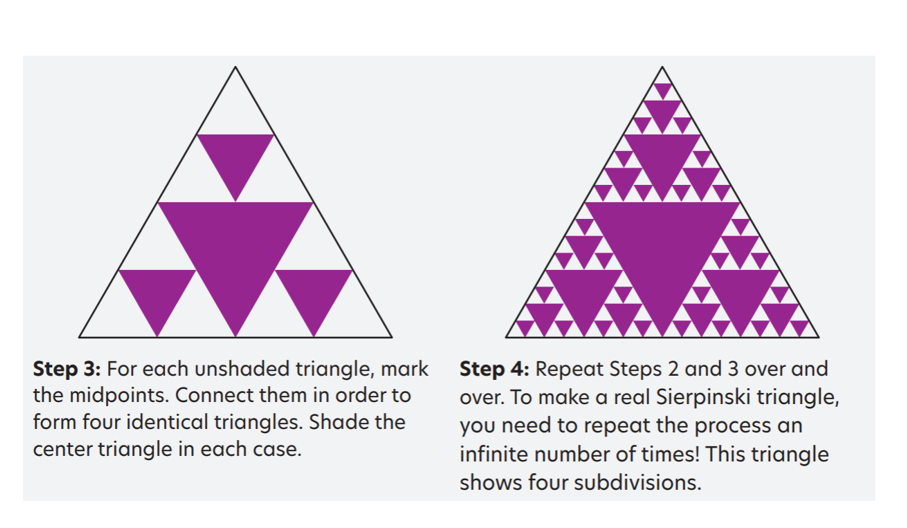 Step 3: For each unshaded triangle, mark
the midpoints. Connect them in order to
form four identical triangles. Shade the
center triangle in each case.
Step 4: Repeat Steps 2 and 3 over and
over. To make a real Sierpinski triangle,
you need to repeat the process an
infinite number of times! This triangle
shows four subdivisions.